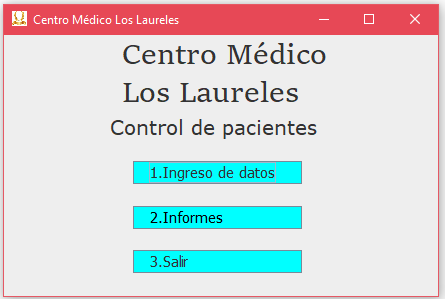 Centro Médico Los Laureles
Centro Médico
Los Laureles
Control de pacientes
1.Ingreso de datos
2.Informes
3.Salir